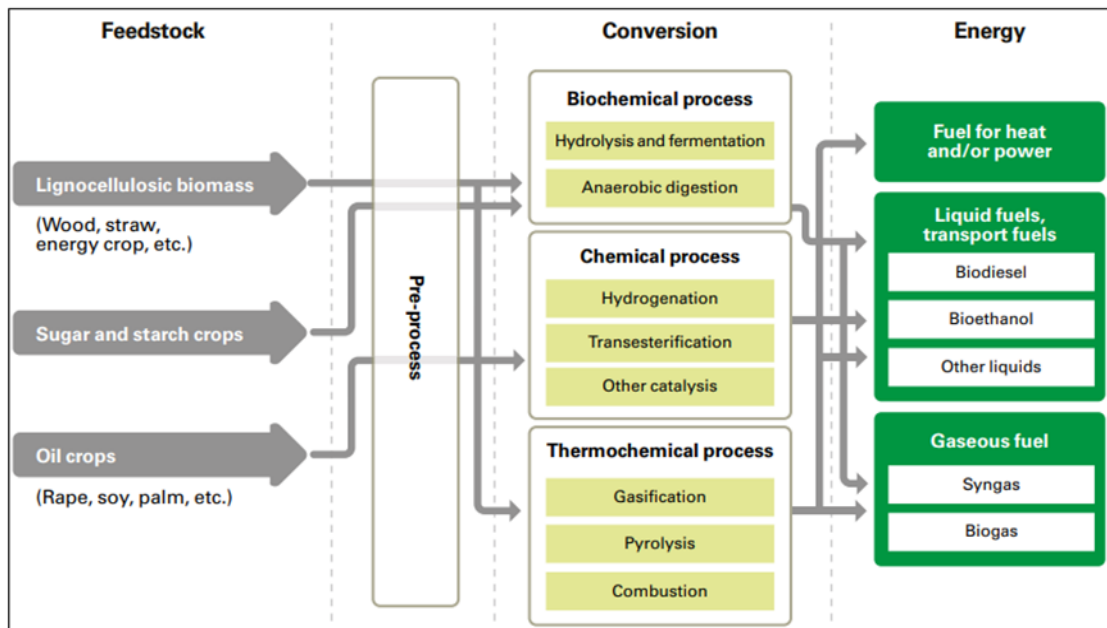 Feedstock
Conversion
Energy
Lignocellulosic biomass
(Wood, straw,
energy crop, etc.)
Sugar and starch crops
Oil crops
(Rape, soy, palm, etc.)
Pre-process
Biochemical process
Hydrolysis and fermentation
Anaerobic digestion
Chemical process
Hydrogenation
Transesterification
Other catalysis
Thermochemical process
Gasification
Pyrolysis
Combustion
Fuel for heat
and/or power
Liquid fuels,
transport fuels
Biodiesel
Bioethanol
Other liquids
Gaseous fuel
Syngas
Biogas